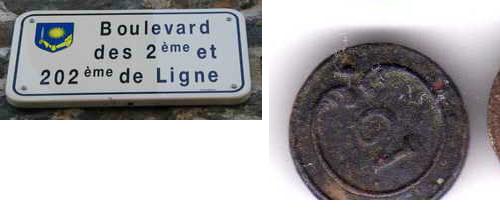 Boulevard
des 2ème et
202ème de Ligne